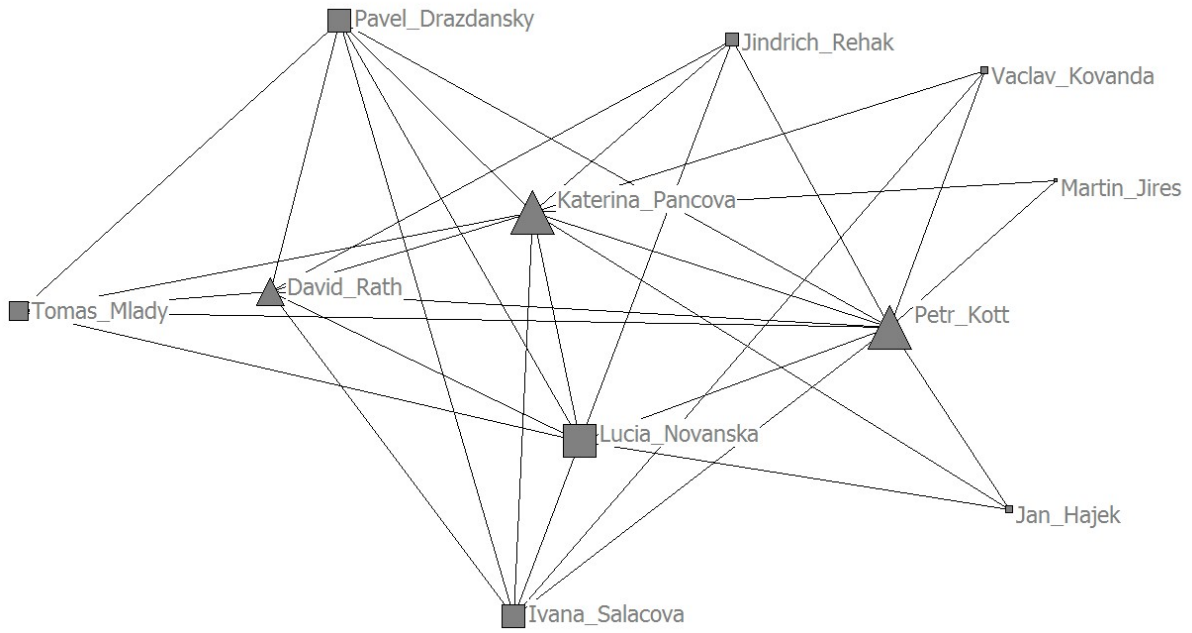 Pavel_Drazdansky
Jindrich_Rehak
Vaclav_Kovanda
Martin_Jires
Katerina_Pancova
David_Rath
Tomas_Mlady
Petr_Kott
Lucia_Novanska
Jan_Hajek
Ivana_Salacova